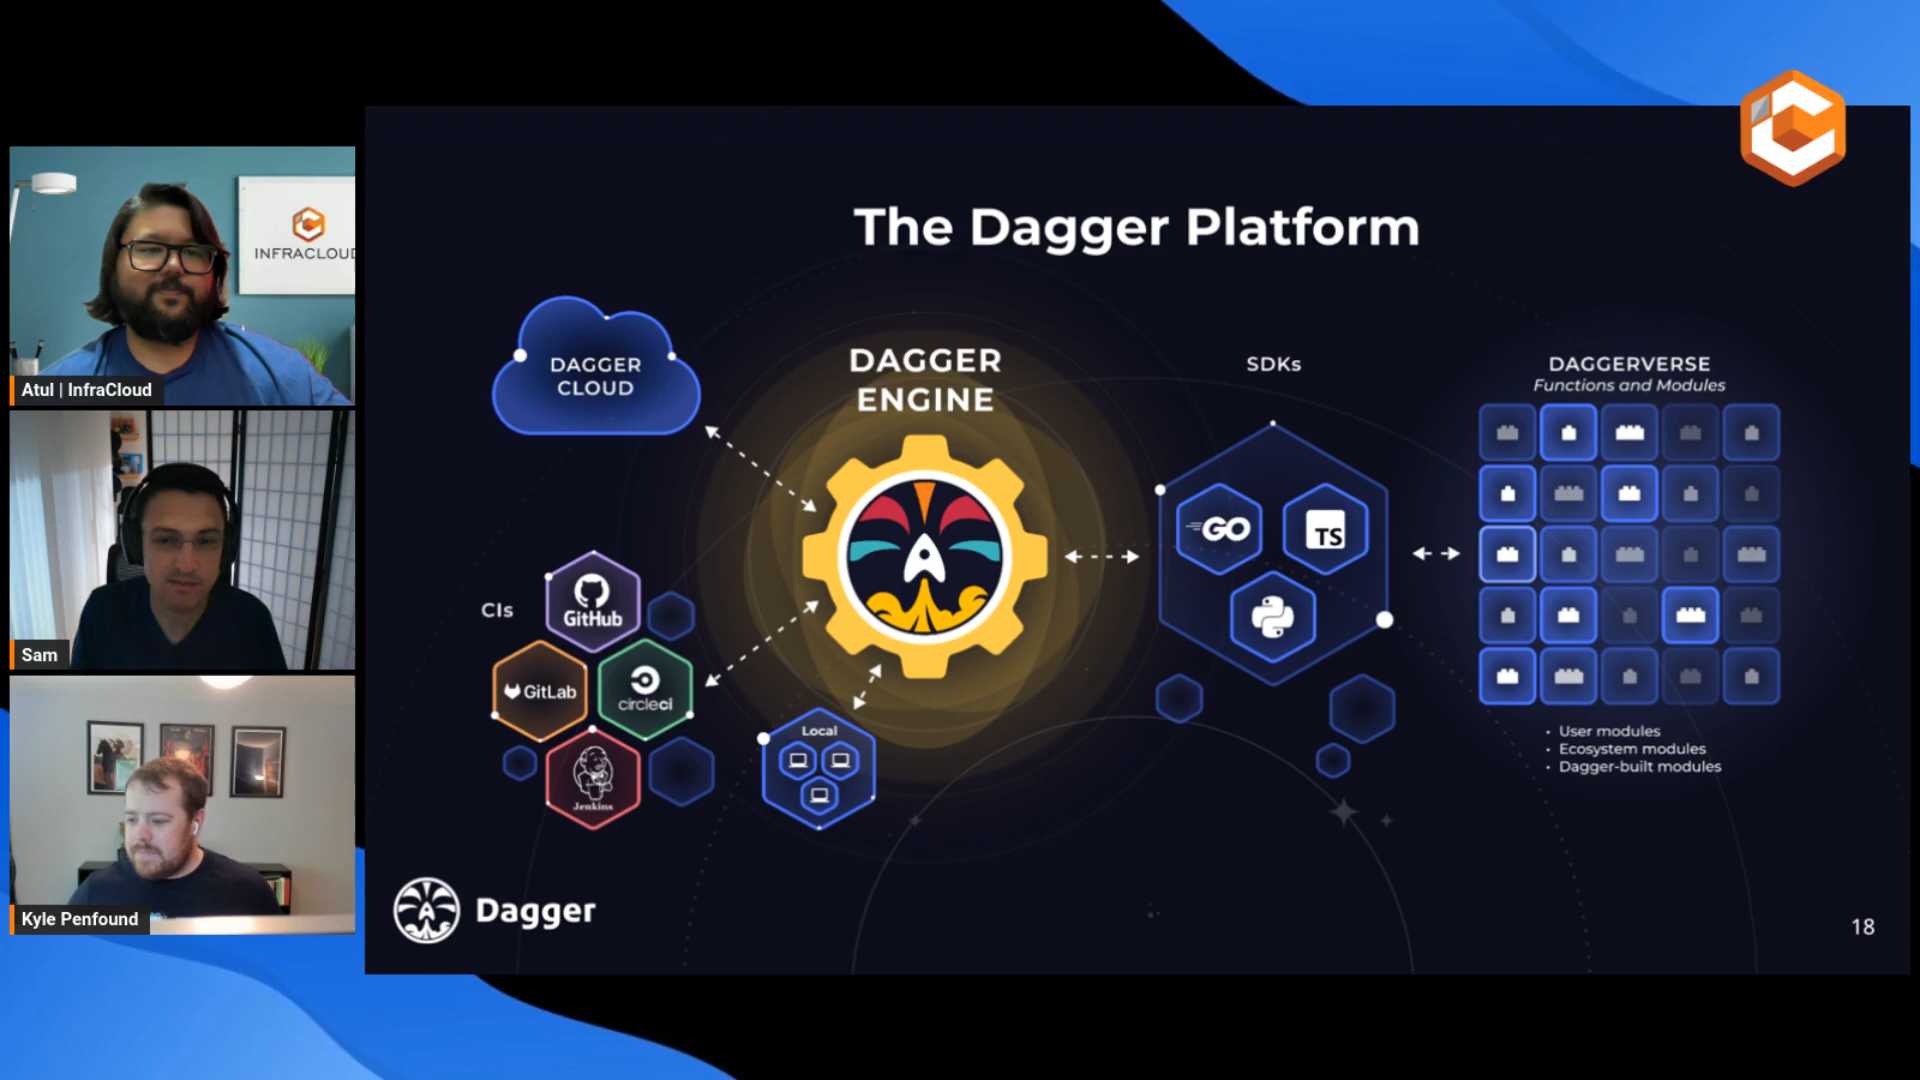 INFRACLOUD
Atul | InfraCloud
Sam
Kyle Penfound
The Dagger Platform
DAGGER
CLOUD
DAGGER
ENGINE
SDKs
GO
TS
DAGGERVERSE
Functions and Modules
CIs
GitHub
GitLab
circleci
Jenkins
Local
• User modules
• Ecosystem modules
• Dagger-built modules
Dagger
18